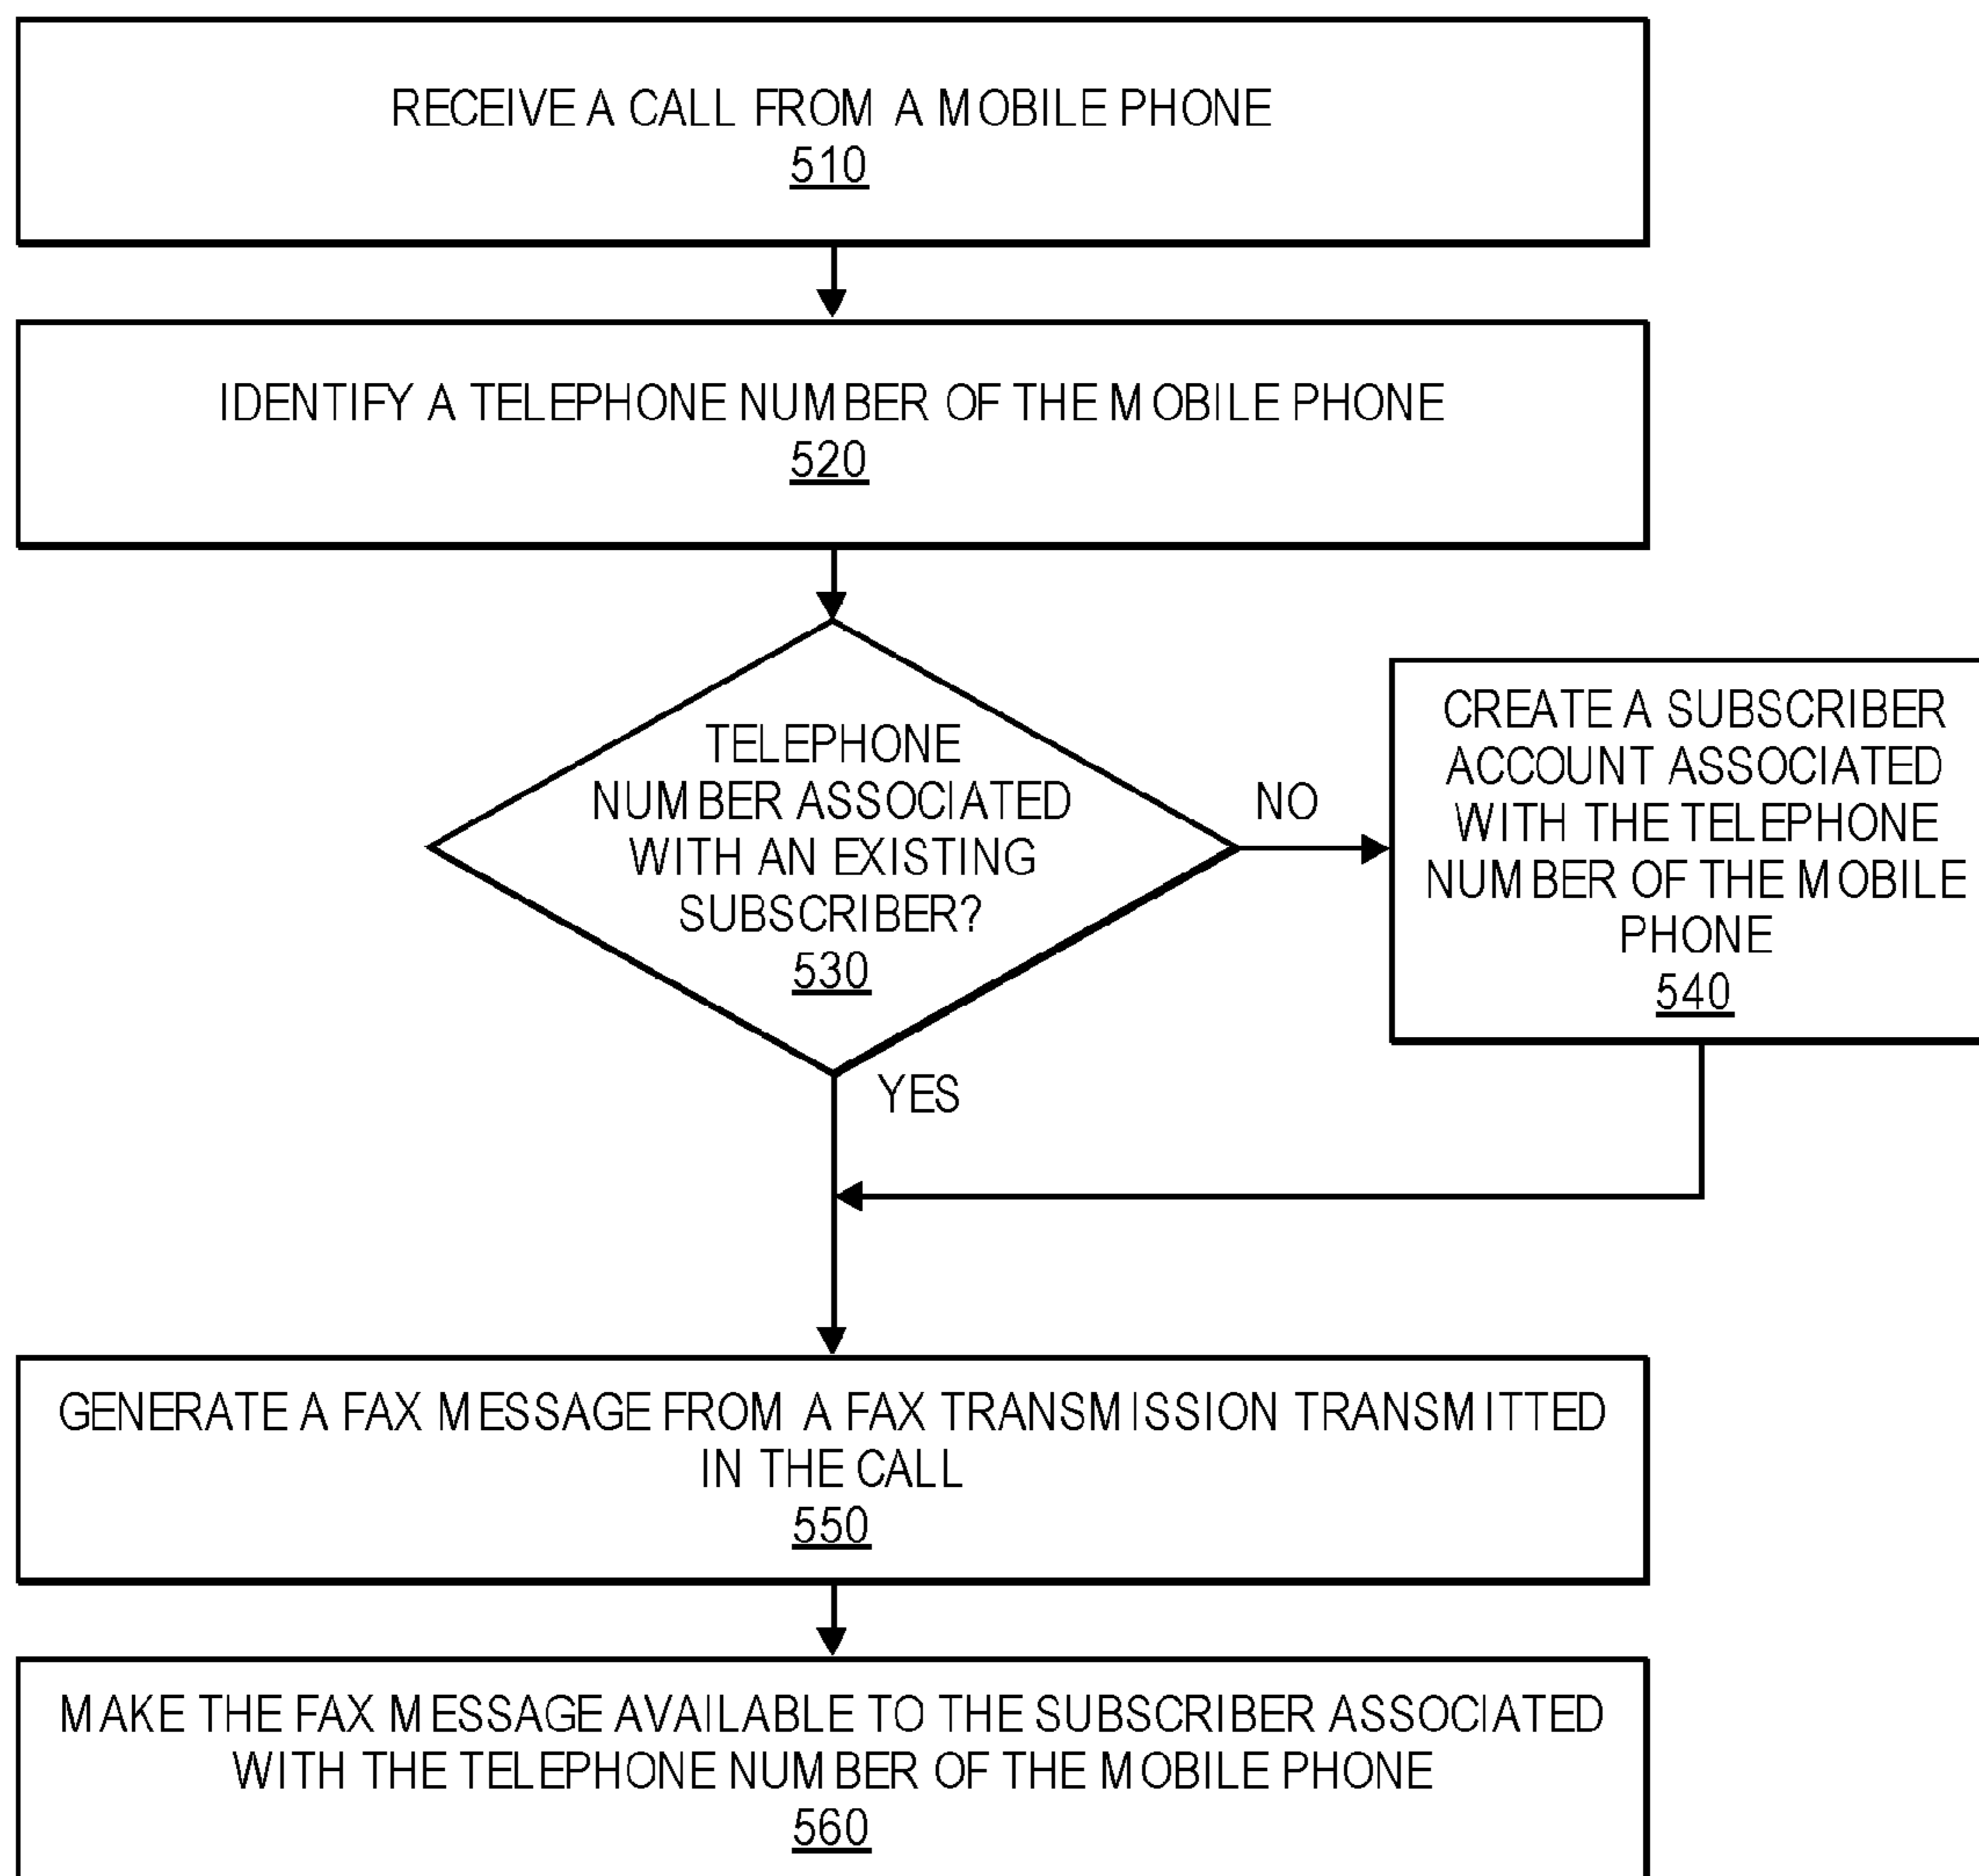 RECEIVE A CALL FROM A MOBILE PHONE
510
IDENTIFY A TELEPHONE NUMBER OF THE MOBILE PHONE
520
TELEPHONE
NUMBER ASSOCIATED
WITH AN EXISTING
SUBSCRIBER?
530
NO
CREATE A SUBSCRIBER
ACCOUNT ASSOCIATED
WITH THE TELEPHONE
NUMBER OF THE MOBILE
PHONE
540
YES
GENERATE A FAX MESSAGE FROM A FAX TRANSMISSION TRANSMITTED
IN THE CALL
550
MAKE THE FAX MESSAGE AVAILABLE TO THE SUBSCRIBER ASSOCIATED
WITH THE TELEPHONE NUMBER OF THE MOBILE PHONE
560